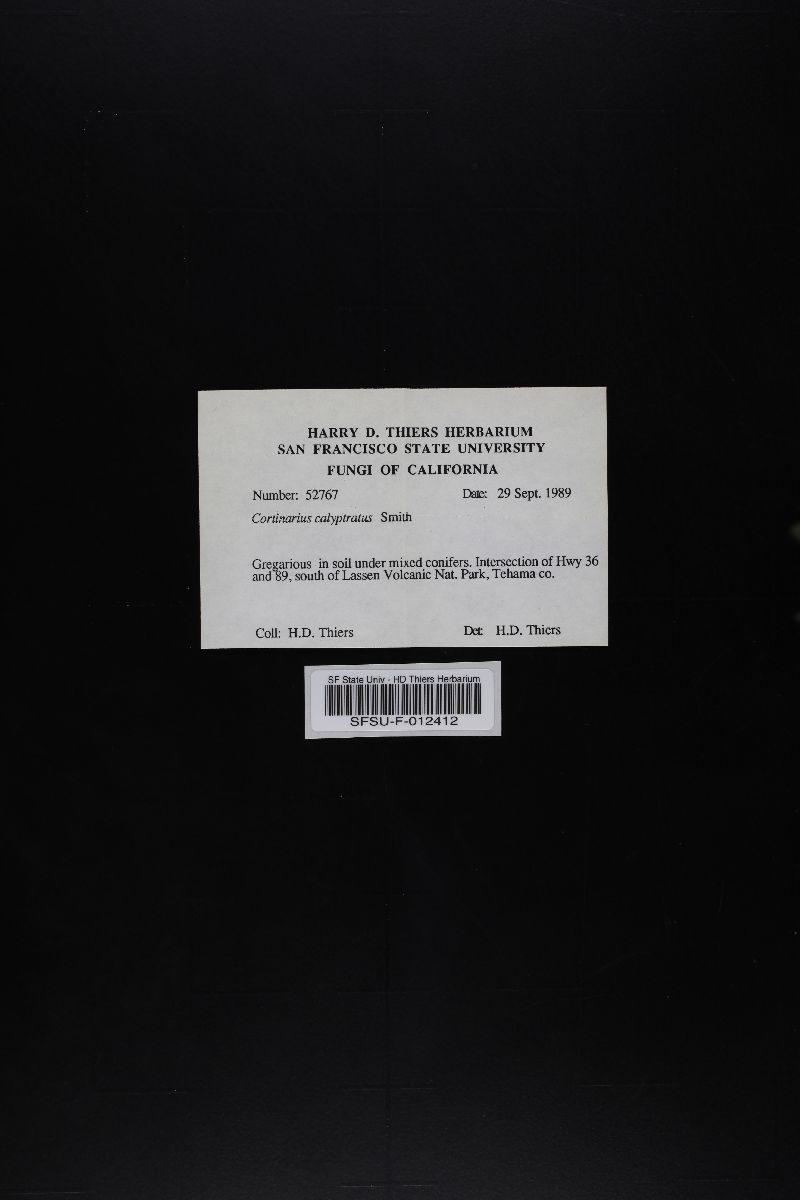 HARRY D. THIERS HERBARIUM
SAN FRANCISCO STATE UNIVERSITY
FUNGI OF CALIFORNIA
Number: 52767 Date: 29 Sept. 1989
Cortinarius calyptratus Smith
Gregarious in soil under mixed conifers. Intersection of Hwy 36
and 89, south of Lassen Volcanic Nat. Park, Tehama co.
Coll: H.D. Thiers Det: H.D. Thiers
SF State Univ - HD Thiers Herbarium
SFSU-F-012412